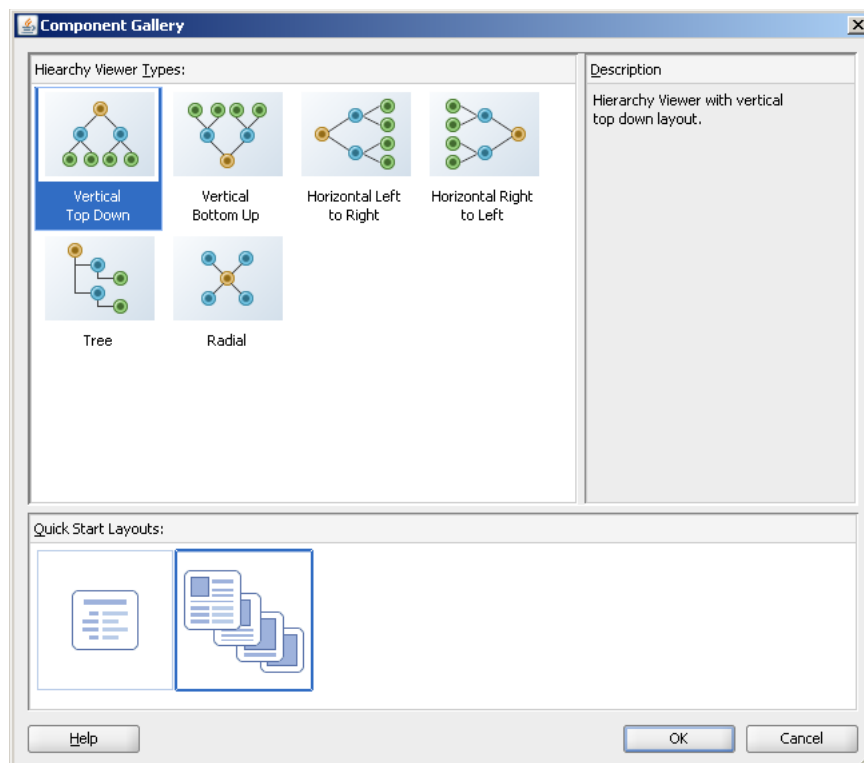 Component Gallery
Hiearchy Viewer Types:
Vertical
Top Down
Vertical
Bottom Up
Horizontal Left
to Right
Horizontal Right
to Left
Tree
Radial
Description
Hierarchy Viewer with vertical
top down layout.
Quick Start Layouts:
Help
OK
Cancel